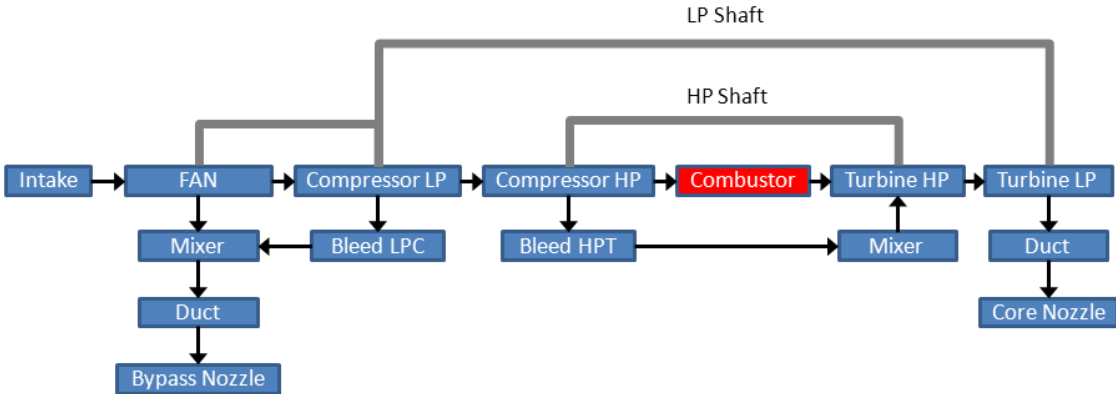 LP Shaft
HP Shaft
Intake
FAN
Compressor LP
Compressor HP
Combustor
Turbine HP
Turbine LP
Mixer
Bleed LPC
Bleed HPT
Mixer
Duct
Duct
Core Nozzle
Bypass Nozzle